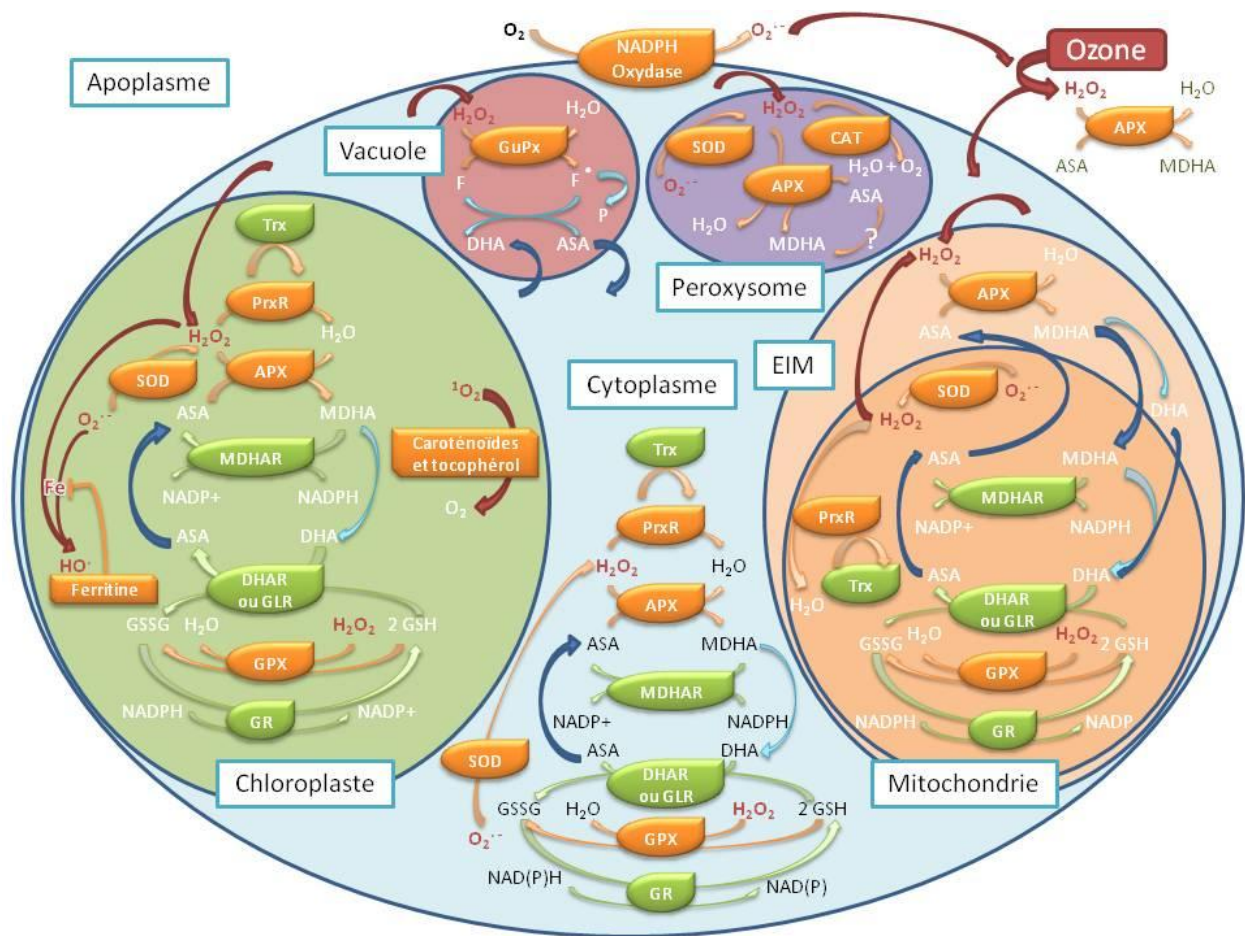 Apoplasme
O₂
NADPH
Oxydase
O₂·⁻
Ozone
H₂O₂
H₂O
APX
ASA
MDHA
Vacuole
H₂O₂
H₂O
GuPx
F
F•
P
DHA
ASA
H₂O₂
SOD
CAT
O₂·⁻
APX
H₂O + O₂
ASA
H₂O
MDHA
?
Peroxysome
Trx
PrxR
H₂O₂
H₂O
SOD
APX
O₂·⁻
ASA
MDHA
MDHAR
NADP+
NADPH
Fe
ASA
DHA
HO·
Ferritine
DHAR
ou GLR
GSSG
H₂O
H₂O₂
2 GSH
GPX
NADPH
NADP+
GR
Chloroplaste
¹O₂
Caroténoïdes
et tocophérol
O₂
Cytoplasme
Trx
PrxR
H₂O₂
H₂O
APX
ASA
MDHA
MDHAR
NADP+
NADPH
ASA
DHA
SOD
DHAR
ou GLR
GSSG
H₂O
H₂O₂
2 GSH
O₂·⁻
GPX
NAD(P)H
NAD(P)
GR
EIM
H₂O₂
H₂O
APX
ASA
MDHA
SOD
O₂·⁻
H₂O₂
DHA
ASA
MDHA
MDHAR
NADP+
NADPH
PrxR
Trx
H₂O
ASA
DHA
DHAR
ou GLR
GSSG
H₂O
H₂O₂
2 GSH
GPX
NADPH
NADP
GR
Mitochondrie